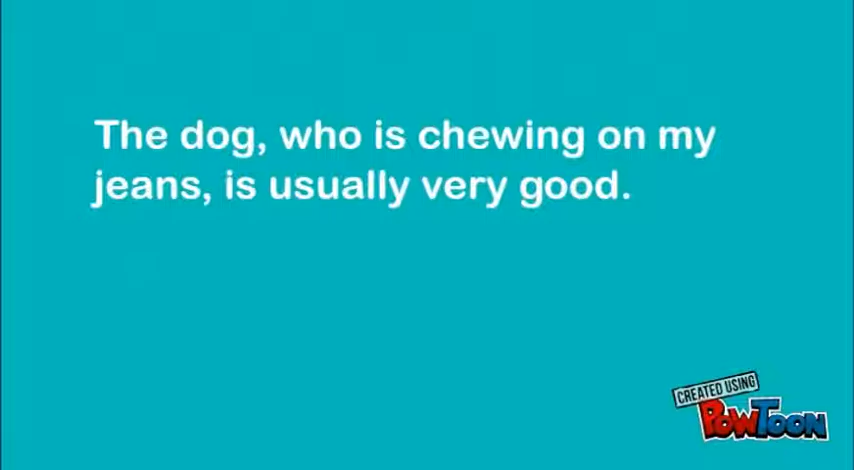 The dog, who is chewing on my
jeans, is usually very good.
CREATED USING
POWTOON